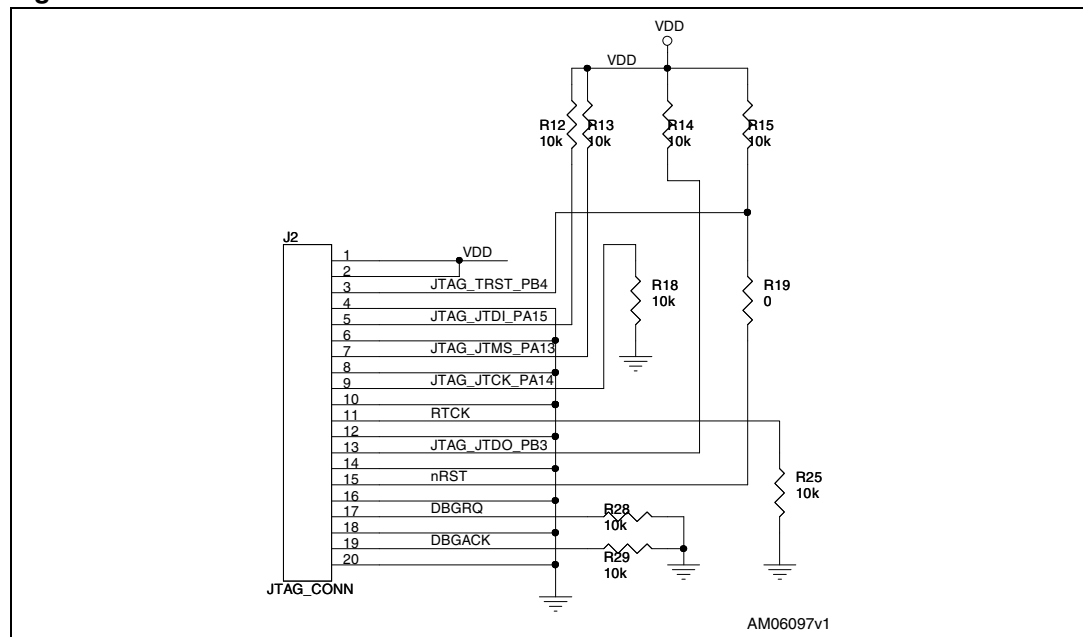 VDD
VDD
R12
10k
R13
10k
R14
10k
R15
10k
J2
1
VDD
2
3
JTAG_TRST_PB4
4
5
JTAG_JTDI_PA15
6
7
JTAG_JTMS_PA13
8
9
JTAG_JTCK_PA14
10
11
RTCK
12
13
JTAG_JTDO_PB3
14
15
nRST
16
17
DBGRQ
18
19
DBGACK
20
JTAG_CONN
R18
10k
R19
0
R25
10k
R28
10k
R29
10k
AM06097v1